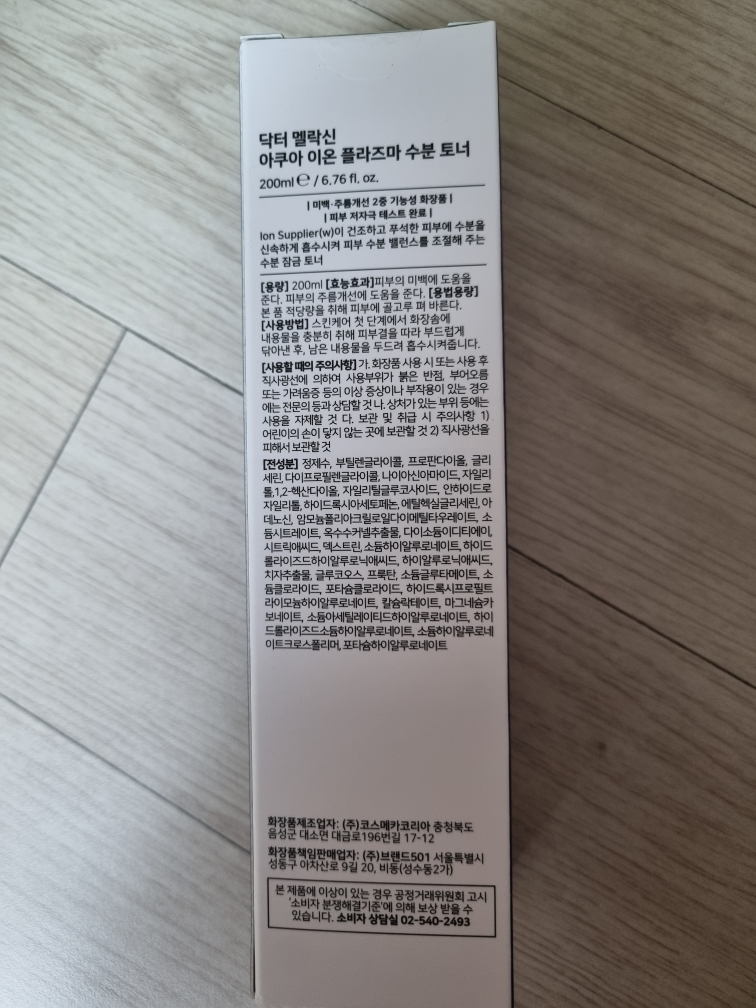 닥터 멜락신
아쿠아 이온 플라즈마 수분 토너
200ml ℮ / 6.76 fl. oz.
| 미백·주름개선 2중 기능성 화장품 |
| 피부 저자극 테스트 완료 |
Ion Supplier(w)이 건조하고 푸석한 피부에 수분을
신속하게 흡수시켜 피부 수분 밸런스를 조절해 주는
수분 잠금 토너
[용량] 200ml [효능효과]피부의 미백에 도움을
준다. 피부의 주름개선에 도움을 준다. [용법용량]
본 품 적당량을 취해 피부에 골고루 펴 바른다.
[사용방법] 스킨케어 첫 단계에서 화장솜에
내용물을 충분히 취해 피부결을 따라 부드럽게
닦아낸 후, 남은 내용물을 두드려 흡수시켜줍니다.
[사용할 때의 주의사항] 가. 화장품 사용 시 또는 사용 후
직사광선에 의하여 사용부위가 붉은 반점, 부어오름
또는 가려움증 등의 이상 증상이나 부작용이 있는 경우
에는 전문의 등과 상담할 것 나. 상처가 있는 부위 등에는
사용을 자제할 것 다. 보관 및 취급 시 주의사항 1)
어린이의 손이 닿지 않는 곳에 보관할 것 2) 직사광선을
피해서 보관할 것
[전성분] 정제수, 부틸렌글라이콜, 프로판다이올, 글리
세린, 다이프로필렌글라이콜, 나이아신아마이드, 자일리
톨,1,2-헥산다이올, 자일리틸글루코사이드, 안하이드로
자일리톨, 하이드록시아세토페논, 에틸헥실글리세린, 아
데노신, 암모늄폴리아크릴로일다이메틸타우레이트, 소
듐시트레이트, 옥수수커넬추출물, 다이소듐이디티에이,
시트릭애씨드, 덱스트린, 소듐하이알루로네이트, 하이드
롤라이즈드하이알루로닉애씨드, 하이알루로닉애씨드,
치자추출물, 글루코오스, 프룩탄, 소듐글루타메이트, 소
듐클로라이드, 포타슘클로라이드, 하이드록시프로필트
라이모늄하이알루로네이트, 칼슘락테이트, 마그네슘카
보네이트, 소듐아세틸레이티드하이알루로네이트, 하이
드롤라이즈드소듐하이알루로네이트, 소듐하이알루로네
이트크로스폴리머, 포타슘하이알루로네이트
화장품제조업자: (주)코스메카코리아 충청북도
음성군 대소면 대금로196번길 17-12
화장품책임판매업자: (주)브랜드501 서울특별시
성동구 아차산로 9길 20, 비동(성수동2가)
본 제품에 이상이 있는 경우 공정거래위원회 고시
'소비자 분쟁해결기준'에 의해 보상 받을 수
있습니다. 소비자 상담실 02-540-2493